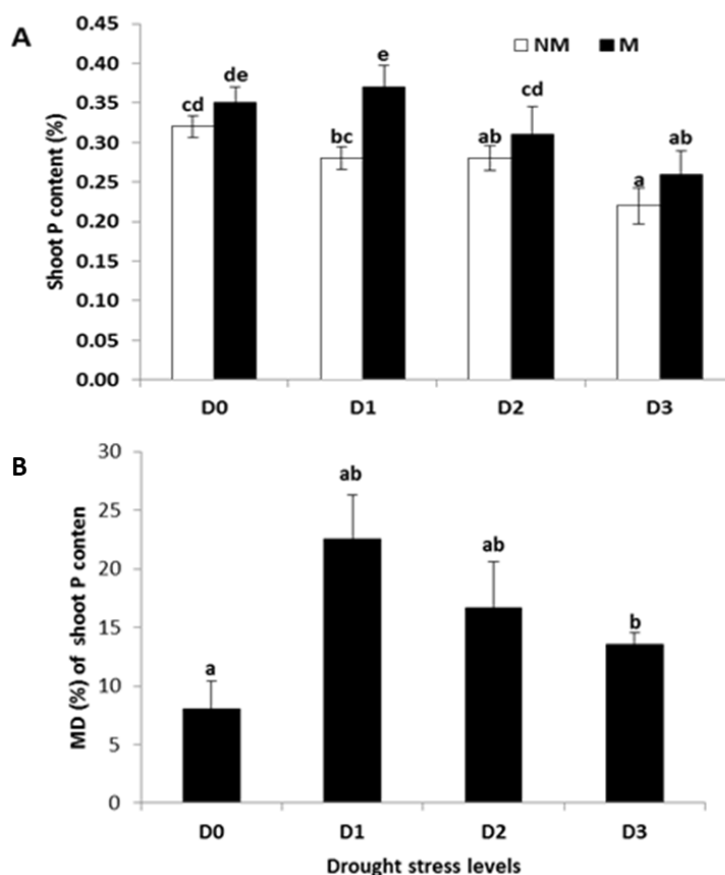 A
Shoot P content (%)
0.45
0.40
0.35
0.30
0.25
0.20
0.15
0.10
0.05
0.00
NM M
cd de bc e ab cd a ab
D0 D1 D2 D3
B
MD (%) of shoot P conten
30
25
20
15
10
5
0
a ab ab b
D0 D1 D2 D3
Drought stress levels